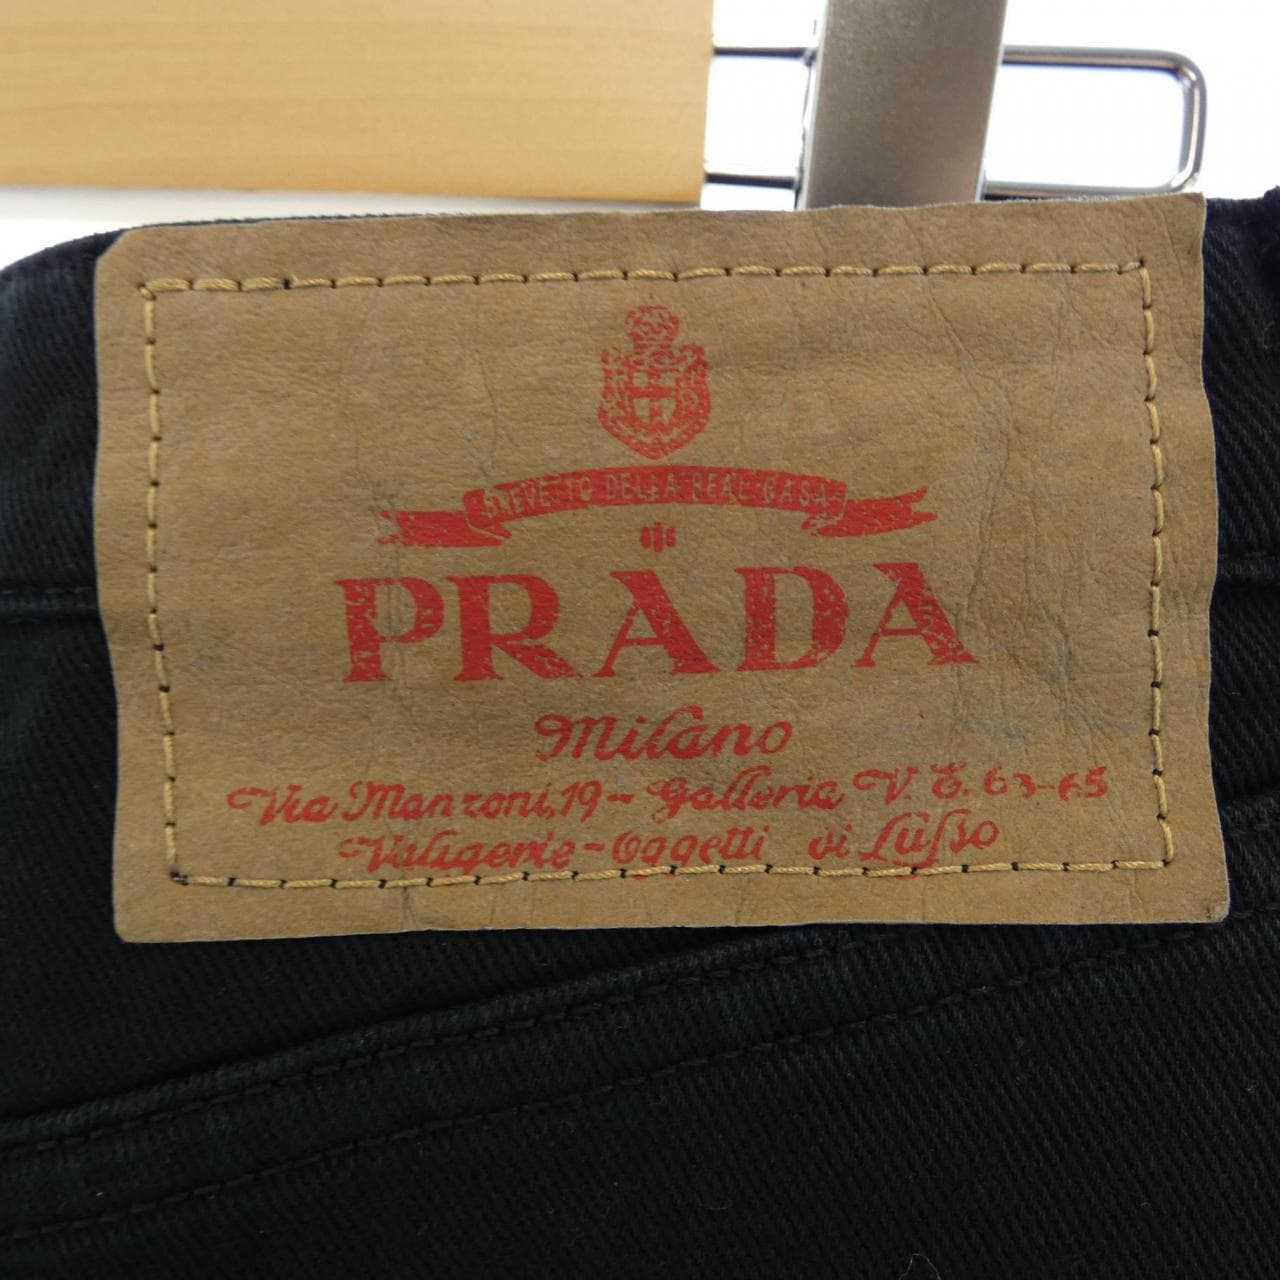 BREVETTO DELLA REAL CASA
PRADA
Milano
Via Manzoni, 19 - Galleria V. E. 63-65
Valigerie - Oggetti di Lusso